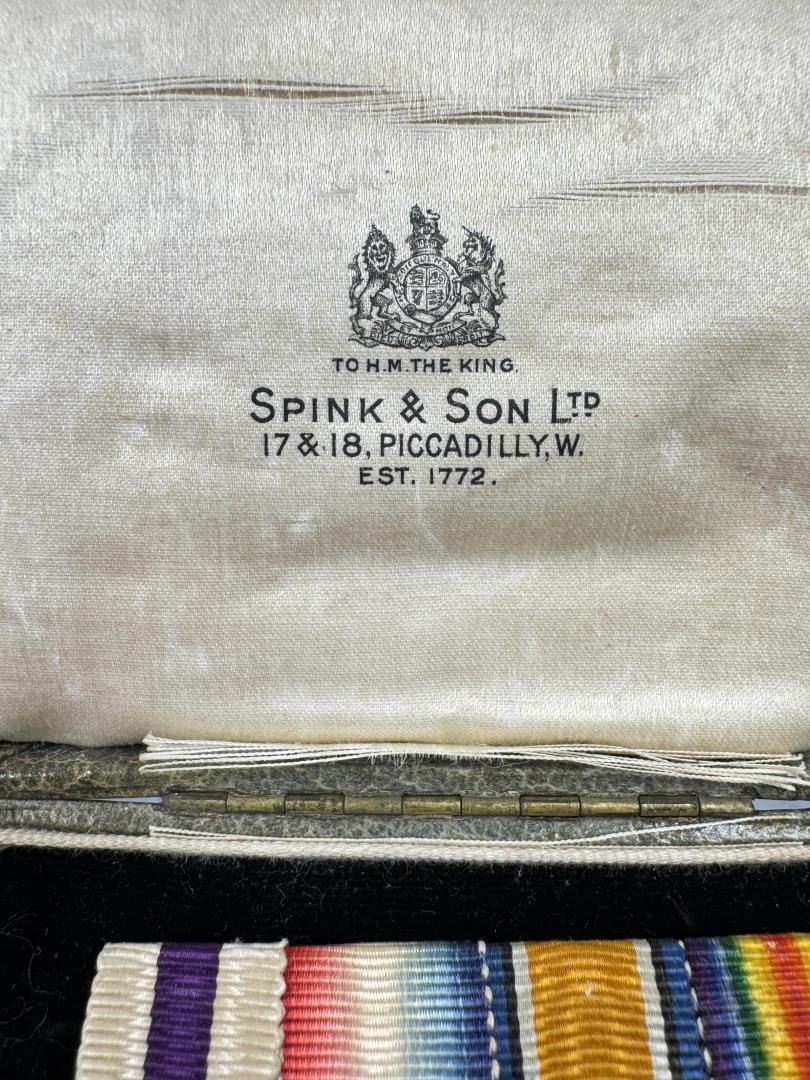 TO H.M. THE KING.
SPINK & SON LTD
17 & 18, PICCADILLY, W.
EST. 1772.